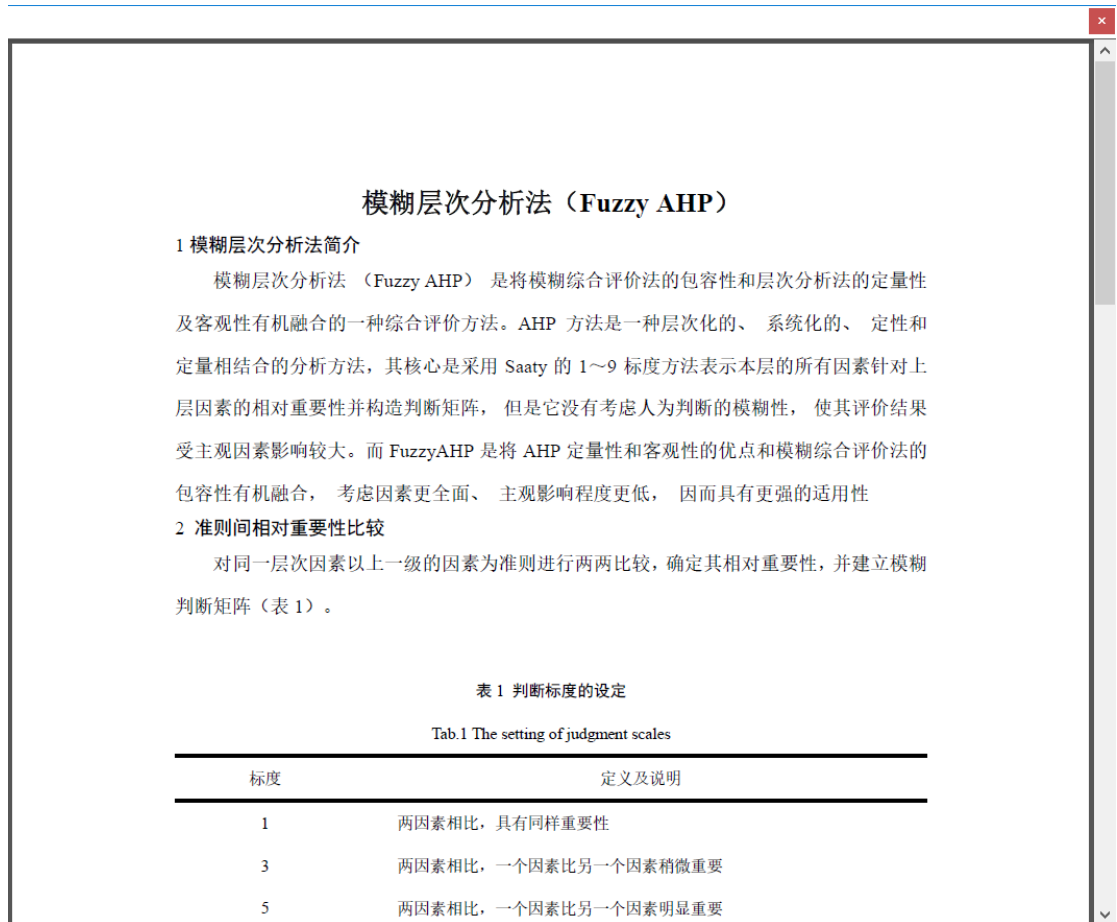 模糊层次分析法（Fuzzy AHP）
1 模糊层次分析法简介
模糊层次分析法 （Fuzzy AHP） 是将模糊综合评价法的包容性和层次分析法的定量性
及客观性有机融合的一种综合评价方法。AHP 方法是一种层次化的、 系统化的、 定性和
定量相结合的分析方法，其核心是采用 Saaty 的 1～9 标度方法表示本层的所有因素针对上
层因素的相对重要性并构造判断矩阵， 但是它没有考虑人为判断的模糊性， 使其评价结果
受主观因素影响较大。而 FuzzyAHP 是将 AHP 定量性和客观性的优点和模糊综合评价法的
包容性有机融合， 考虑因素更全面、 主观影响程度更低， 因而具有更强的适用性
2 准则间相对重要性比较
对同一层次因素以上一级的因素为准则进行两两比较，确定其相对重要性，并建立模糊
判断矩阵（表 1）。
表 1 判断标度的设定
Tab.1 The setting of judgment scales
标度 定义及说明
1 两因素相比，具有同样重要性
3 两因素相比，一个因素比另一个因素稍微重要
5 两因素相比，一个因素比另一个因素明显重要